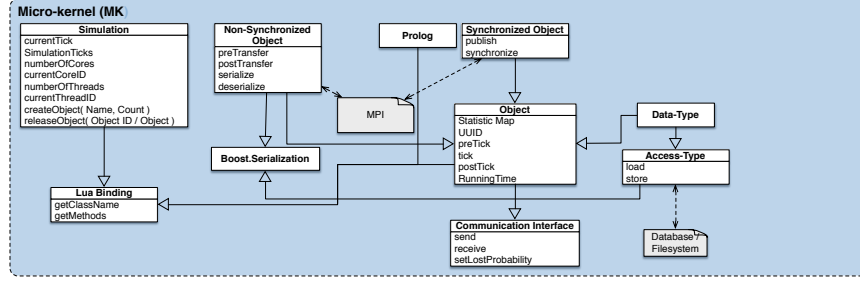 Micro-kernel (MK)
Simulation
currentTick
SimulationTicks
numberOfCores
currentCoreID
numberOfThreads
currentThreadID
createObject( Name, Count )
releaseObject( Object ID / Object )
Non-Synchronized
Object
preTransfer
postTransfer
serialize
deserialize
Prolog
Synchronized Object
publish
synchronize
MPI
Object
Statistic Map
UUID
preTick
tick
postTick
RunningTime
Data-Type
Boost.Serialization
Access-Type
load
store
Lua Binding
getClassName
getMethods
Communication Interface
send
receive
setLostProbability
Database /
Filesystem